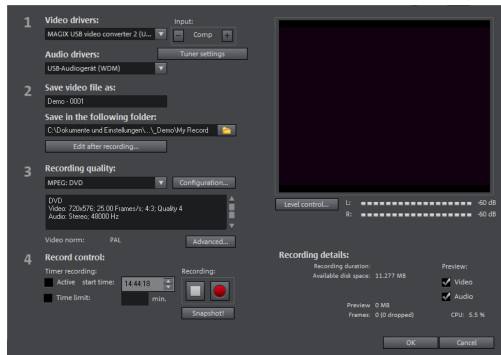 1 Video drivers: Input:
MAGIX USB video converter 2 (U... Comp
Audio drivers: Tuner settings
USB-Audiogerät (WDM)
2 Save video file as:
Demo - 0001
Save in the following folder:
C:\Dokumente und Einstellungen\...\_Demo\My Record
Edit after recording...
3 Recording quality:
MPEG: DVD Configuration...
DVD
Video: 720x576; 25.00 Frames/s; 4:3; Quality 4
Audio: Stereo; 48000 Hz
Video norm: PAL Advanced...
4 Record control:
Timer recording: Recording:
Active start time: 14:44:18
Time limit: min.
Snapshot!
Level control... L: -60 dB
R: -60 dB
Recording details:
Recording duration: Preview:
Available disk space: 11.277 MB
Video
Audio
Preview 0 MB
Frames: 0 (0 dropped) CPU: 5.5 %
OK Cancel